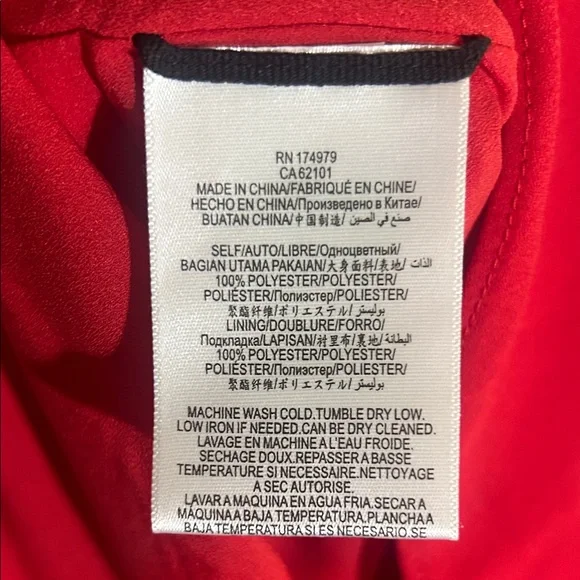 RN 174979
CA 62101
MADE IN CHINA/FABRIQUÉ EN CHINE/
HECHO EN CHINA/Произведено в Китае/
BUATAN CHINA/中国制造/ صنع في الصين/
SELF/AUTO/LIBRE/Одноцветный/
BAGIAN UTAMA PAKAIAN/大身面料/表地/ الذات/
100% POLYESTER/POLYESTER/
POLIÉSTER/Полиэстер/POLIESTER/
聚酯纤维/ポリエステル/ بوليستر/
LINING/DOUBLURE/FORRO/
Подкладка/LAPISAN/衬里布/裏地/ البطانة/
100% POLYESTER/POLYESTER/
POLIÉSTER/Полиэстер/POLIESTER/
聚酯纤维/ポリエステル/ بوليستر/
MACHINE WASH COLD.TUMBLE DRY LOW.
LOW IRON IF NEEDED.CAN BE DRY CLEANED.
LAVAGE EN MACHINE A L'EAU FROIDE.
SECHAGE DOUX.REPASSER A BASSE
TEMPERATURE SI NECESSAIRE.NETTOYAGE
A SEC AUTORISE.
LAVAR A MAQUINA EN AGUA FRIA.SECAR A
MÁQUINA A BAJA TEMPERATURA.PLANCHA A
BAJA TEMPERATURA SI ES NECESARIO.SE